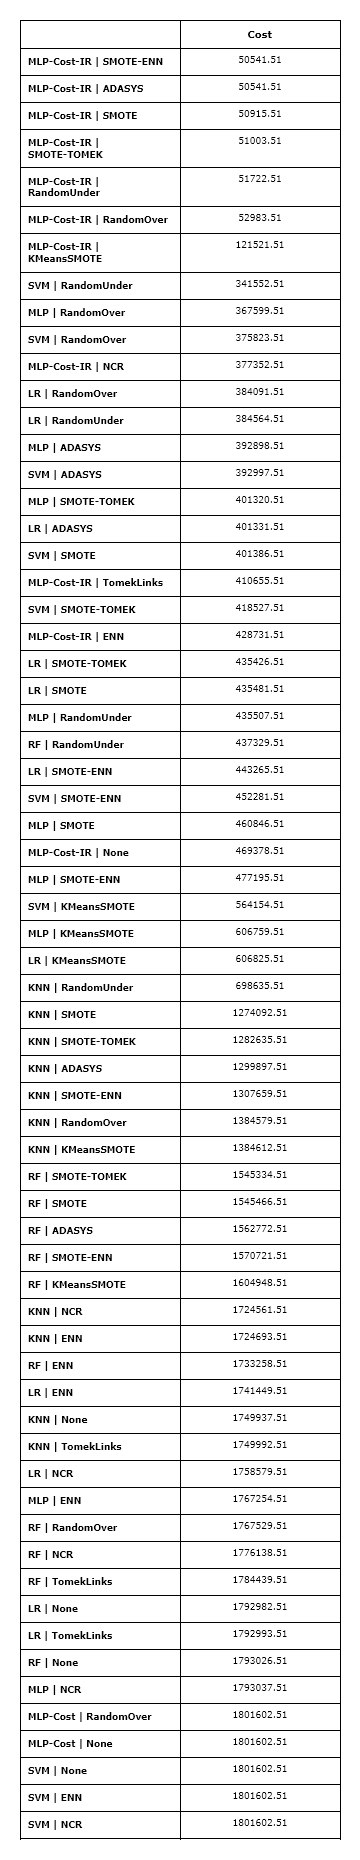 Cost
MLP-Cost-IR | SMOTE-ENN 50541.51
MLP-Cost-IR | ADASYS 50541.51
MLP-Cost-IR | SMOTE 50915.51
MLP-Cost-IR | 51003.51
SMOTE-TOMEK
MLP-Cost-IR | 51722.51
RandomUnder
MLP-Cost-IR | RandomOver 52983.51
MLP-Cost-IR | 121521.51
KMeansSMOTE
SVM | RandomUnder 341552.51
MLP | RandomOver 367599.51
SVM | RandomOver 375823.51
MLP-Cost-IR | NCR 377352.51
LR | RandomOver 384091.51
LR | RandomUnder 384564.51
MLP | ADASYS 392898.51
SVM | ADASYS 392997.51
MLP | SMOTE-TOMEK 401320.51
LR | ADASYS 401331.51
SVM | SMOTE 401386.51
MLP-Cost-IR | TomekLinks 410655.51
SVM | SMOTE-TOMEK 418527.51
MLP-Cost-IR | ENN 428731.51
LR | SMOTE-TOMEK 435426.51
LR | SMOTE 435481.51
MLP | RandomUnder 435507.51
RF | RandomUnder 437329.51
LR | SMOTE-ENN 443265.51
SVM | SMOTE-ENN 452281.51
MLP | SMOTE 460846.51
MLP-Cost-IR | None 469378.51
MLP | SMOTE-ENN 477195.51
SVM | KMeansSMOTE 564154.51
MLP | KMeansSMOTE 606759.51
LR | KMeansSMOTE 606825.51
KNN | RandomUnder 698635.51
KNN | SMOTE 1274092.51
KNN | SMOTE-TOMEK 1282635.51
KNN | ADASYS 1299897.51
KNN | SMOTE-ENN 1307659.51
KNN | RandomOver 1384579.51
KNN | KMeansSMOTE 1384612.51
RF | SMOTE-TOMEK 1545334.51
RF | SMOTE 1545466.51
RF | ADASYS 1562772.51
RF | SMOTE-ENN 1570721.51
RF | KMeansSMOTE 1604948.51
KNN | NCR 1724561.51
KNN | ENN 1724693.51
RF | ENN 1733258.51
LR | ENN 1741449.51
KNN | None 1749937.51
KNN | TomekLinks 1749992.51
LR | NCR 1758579.51
MLP | ENN 1767254.51
RF | RandomOver 1767529.51
RF | NCR 1776138.51
RF | TomekLinks 1784439.51
LR | None 1792982.51
LR | TomekLinks 1792993.51
RF | None 1793026.51
MLP | NCR 1793037.51
MLP-Cost | RandomOver 1801602.51
MLP-Cost | None 1801602.51
SVM | None 1801602.51
SVM | ENN 1801602.51
SVM | NCR 1801602.51